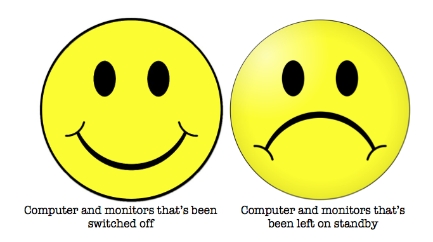 Computer and monitors that's been
switched off
Computer and monitors that's
been left on standby